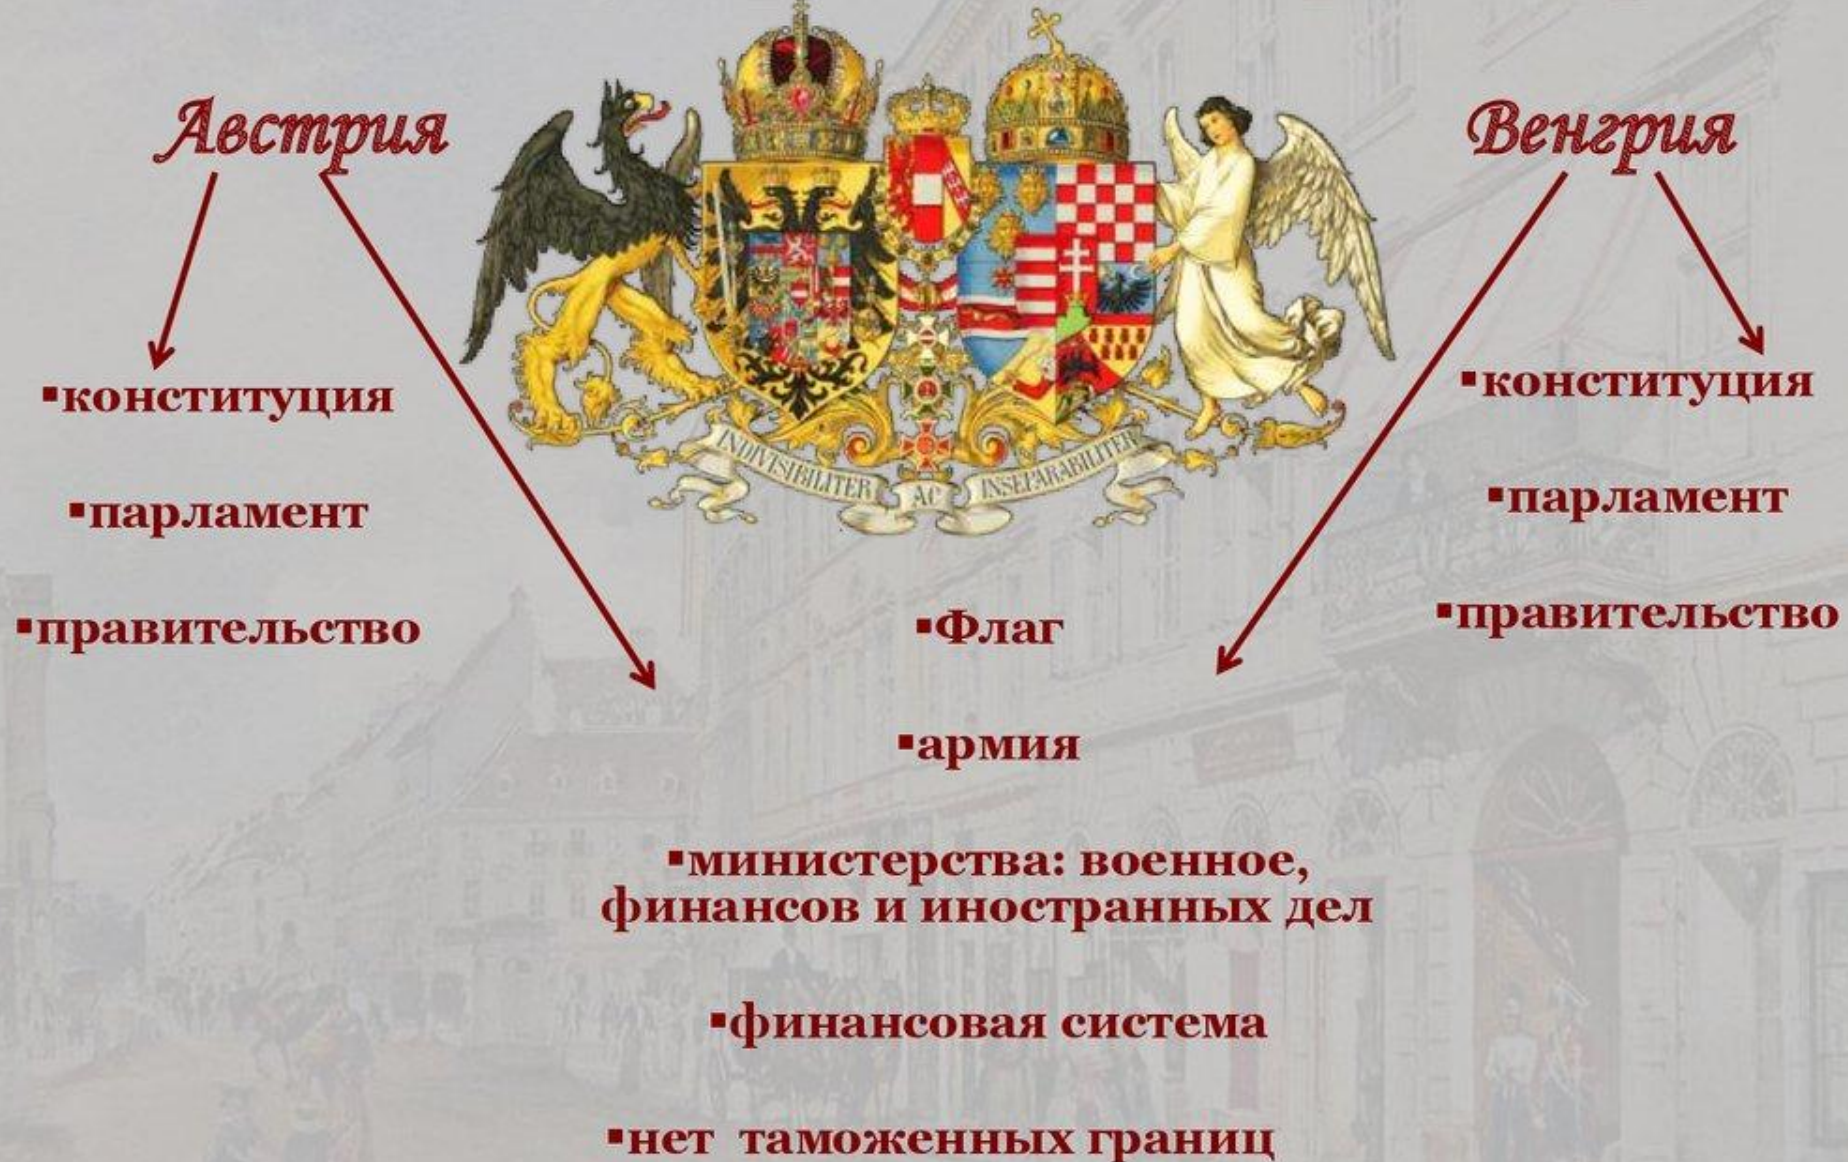 Австрия
Венгрия
▪конституция
▪парламент
▪правительство
▪конституция
▪парламент
▪правительство
INDIVISIBILITER AC INSEPARABILITER
▪Флаг
▪армия
▪министерства: военное,
финансов и иностранных дел
▪финансовая система
▪нет таможенных границ